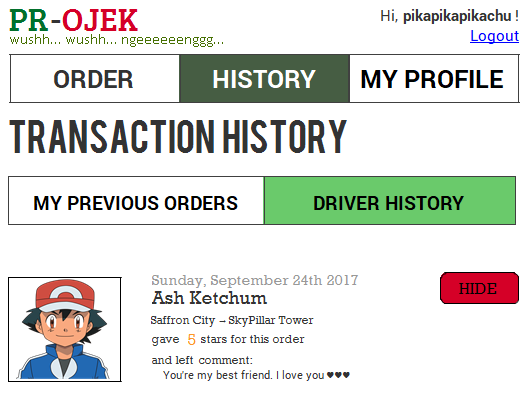 PR-OJEK
wushh... wushh... ngeeeeeenggg...
Hi, pikapikapikachu !
Logout
ORDER
HISTORY
MY PROFILE
TRANSACTION HISTORY
MY PREVIOUS ORDERS
DRIVER HISTORY
Sunday, September 24th 2017
HIDE
Ash Ketchum
Saffron City → SkyPillar Tower
gave 5 stars for this order
and left comment:
You're my best friend. I love you ♥♥♥